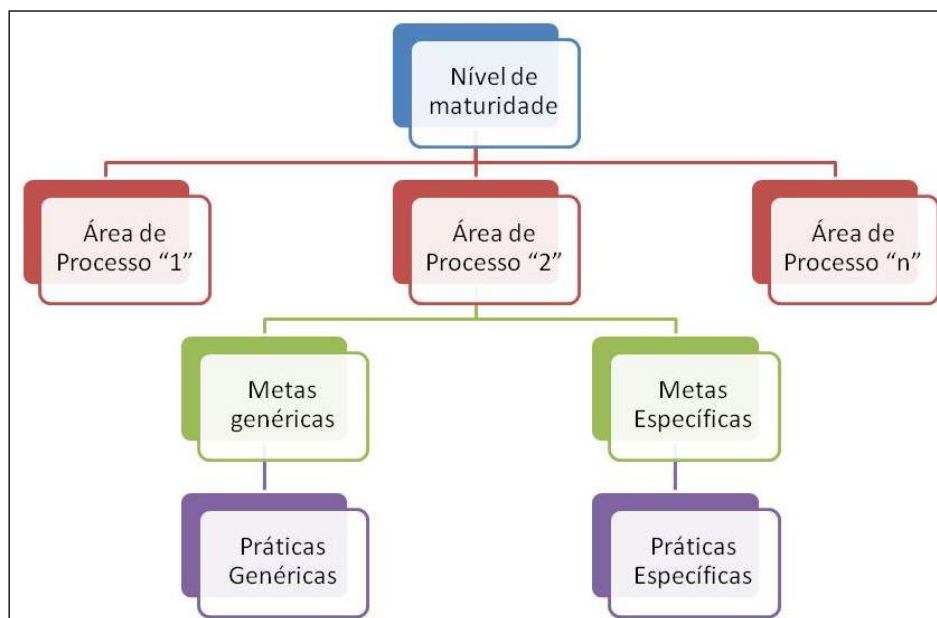 Nível de
maturidade
Área de
Processo “1”
Área de
Processo “2”
Área de
Processo “n”
Metas
genéricas
Metas
Específicas
Práticas
Genéricas
Práticas
Específicas